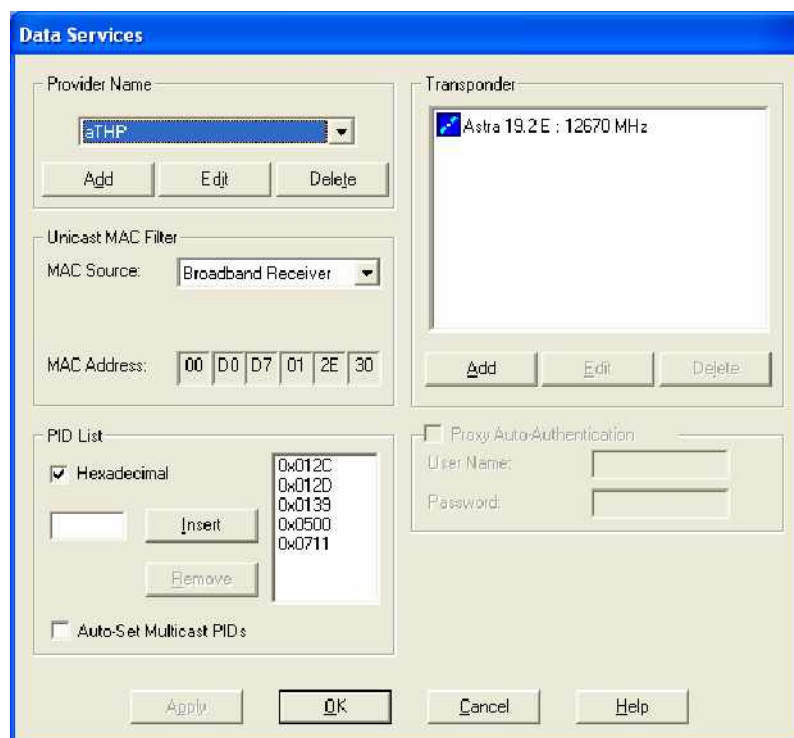 Data Services
Provider Name
aTHP
Add
Edit
Delete
Unicast MAC Filter
MAC Source:
Broadband Receiver
MAC Address:
00 D0 D7 01 2E 30
PID List
Hexadecimal
0x012C
0x012D
0x0139
0x0500
0x0711
Insert
Remove
Auto-Set Multicast PIDs
Transponder
Astra 19.2 E : 12670 MHz
Add
Edit
Delete
Proxy Auto-Authentication
User Name:
Password:
Apply
OK
Cancel
Help